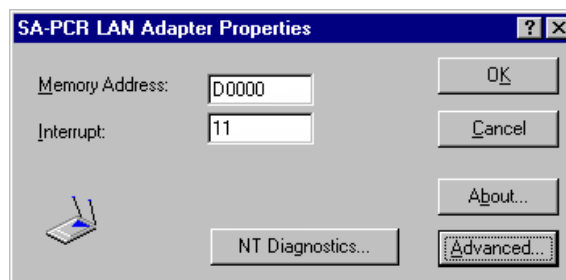 SA-PCR LAN Adapter Properties
Memory Address: D0000 OK
Interrupt: 11 Cancel
About...
NT Diagnostics... Advanced...